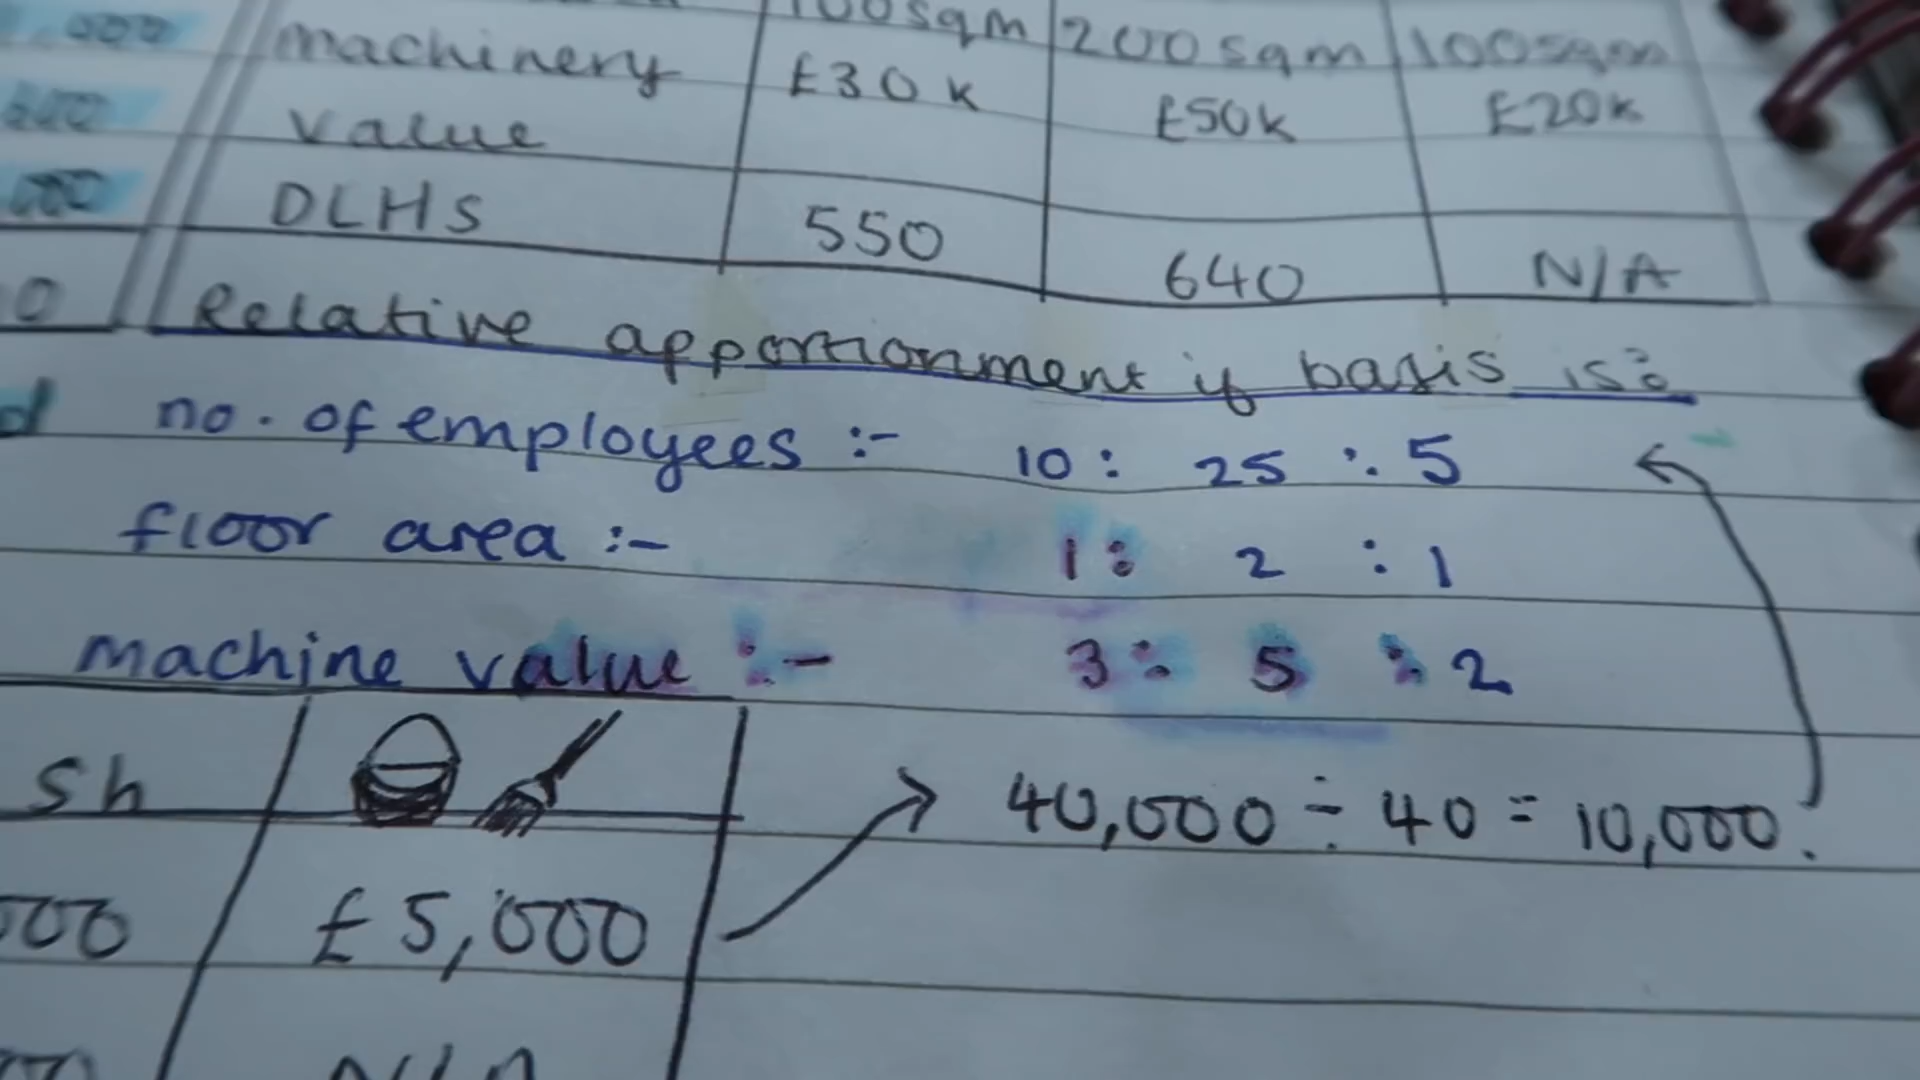 100sqm 200sqm 100sqm
machinery £30k £50k £20k
value
DLHS 550 640 N/A
Relative apportionment if basis is:
no. of employees :- 10 : 25 : 5
floor area :- 1 : 2 : 1
machine value :- 3 : 5 : 2
sh
40,000 ÷ 40 = 10,000.
£5,000
N/A